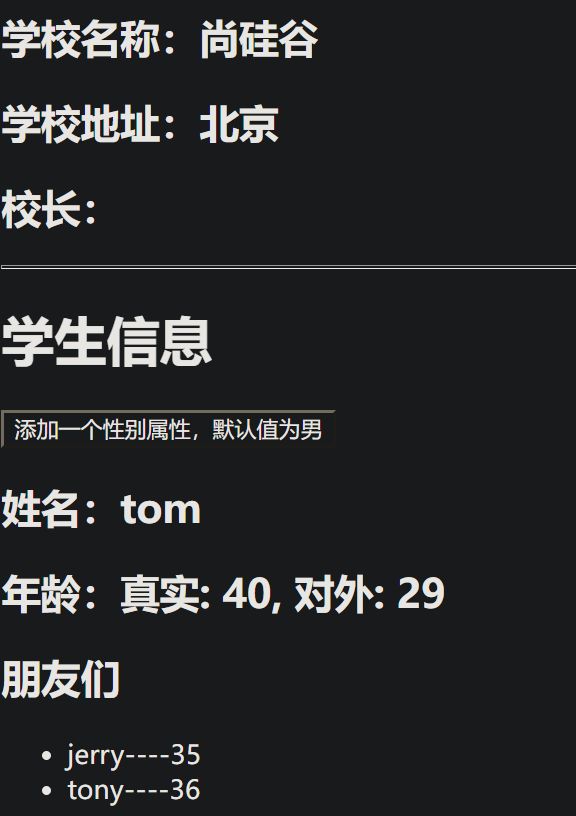 学校名称：尚硅谷
学校地址：北京
校长：
学生信息
添加一个性别属性，默认值为男
姓名：tom
年龄：真实: 40, 对外: 29
朋友们
jerry----35
tony----36